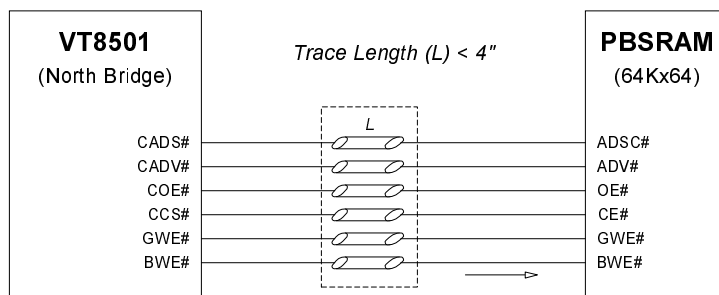 VT8501
(North Bridge)
Trace Length (L) < 4"
PBSRAM
(64Kx64)
L
CADS#
ADSC#
CADV#
ADV#
COE#
OE#
CCS#
CE#
GWE#
GWE#
BWE#
BWE#